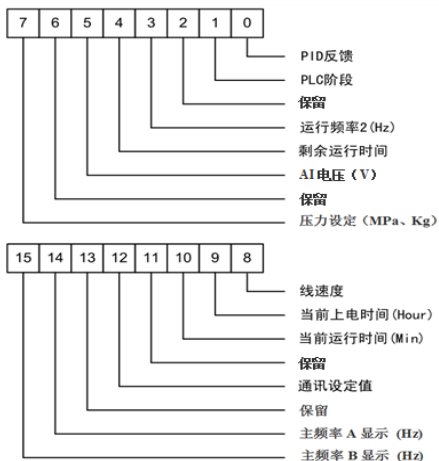 7 6 5 4 3 2 1 0
PID反馈
PLC阶段
保留
运行频率2(Hz)
剩余运行时间
AI电压（V）
保留
压力设定（MPa、Kg）
15 14 13 12 11 10 9 8
线速度
当前上电时间(Hour)
当前运行时间(Min)
保留
通讯设定值
保留
主频率 A 显示 (Hz)
主频率 B 显示 (Hz)